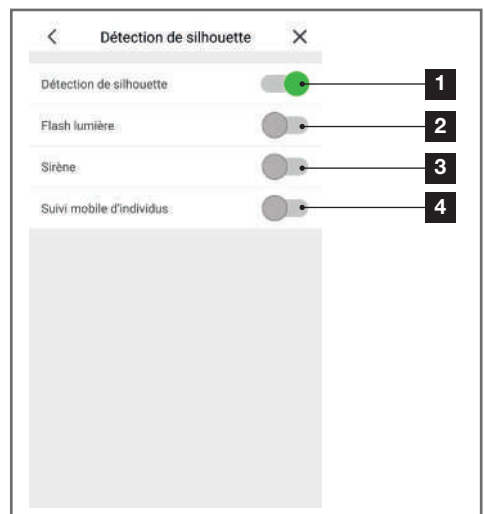 Détection de silhouette
Détection de silhouette 1
Flash lumière 2
Sirène 3
Suivi mobile d'individus 4